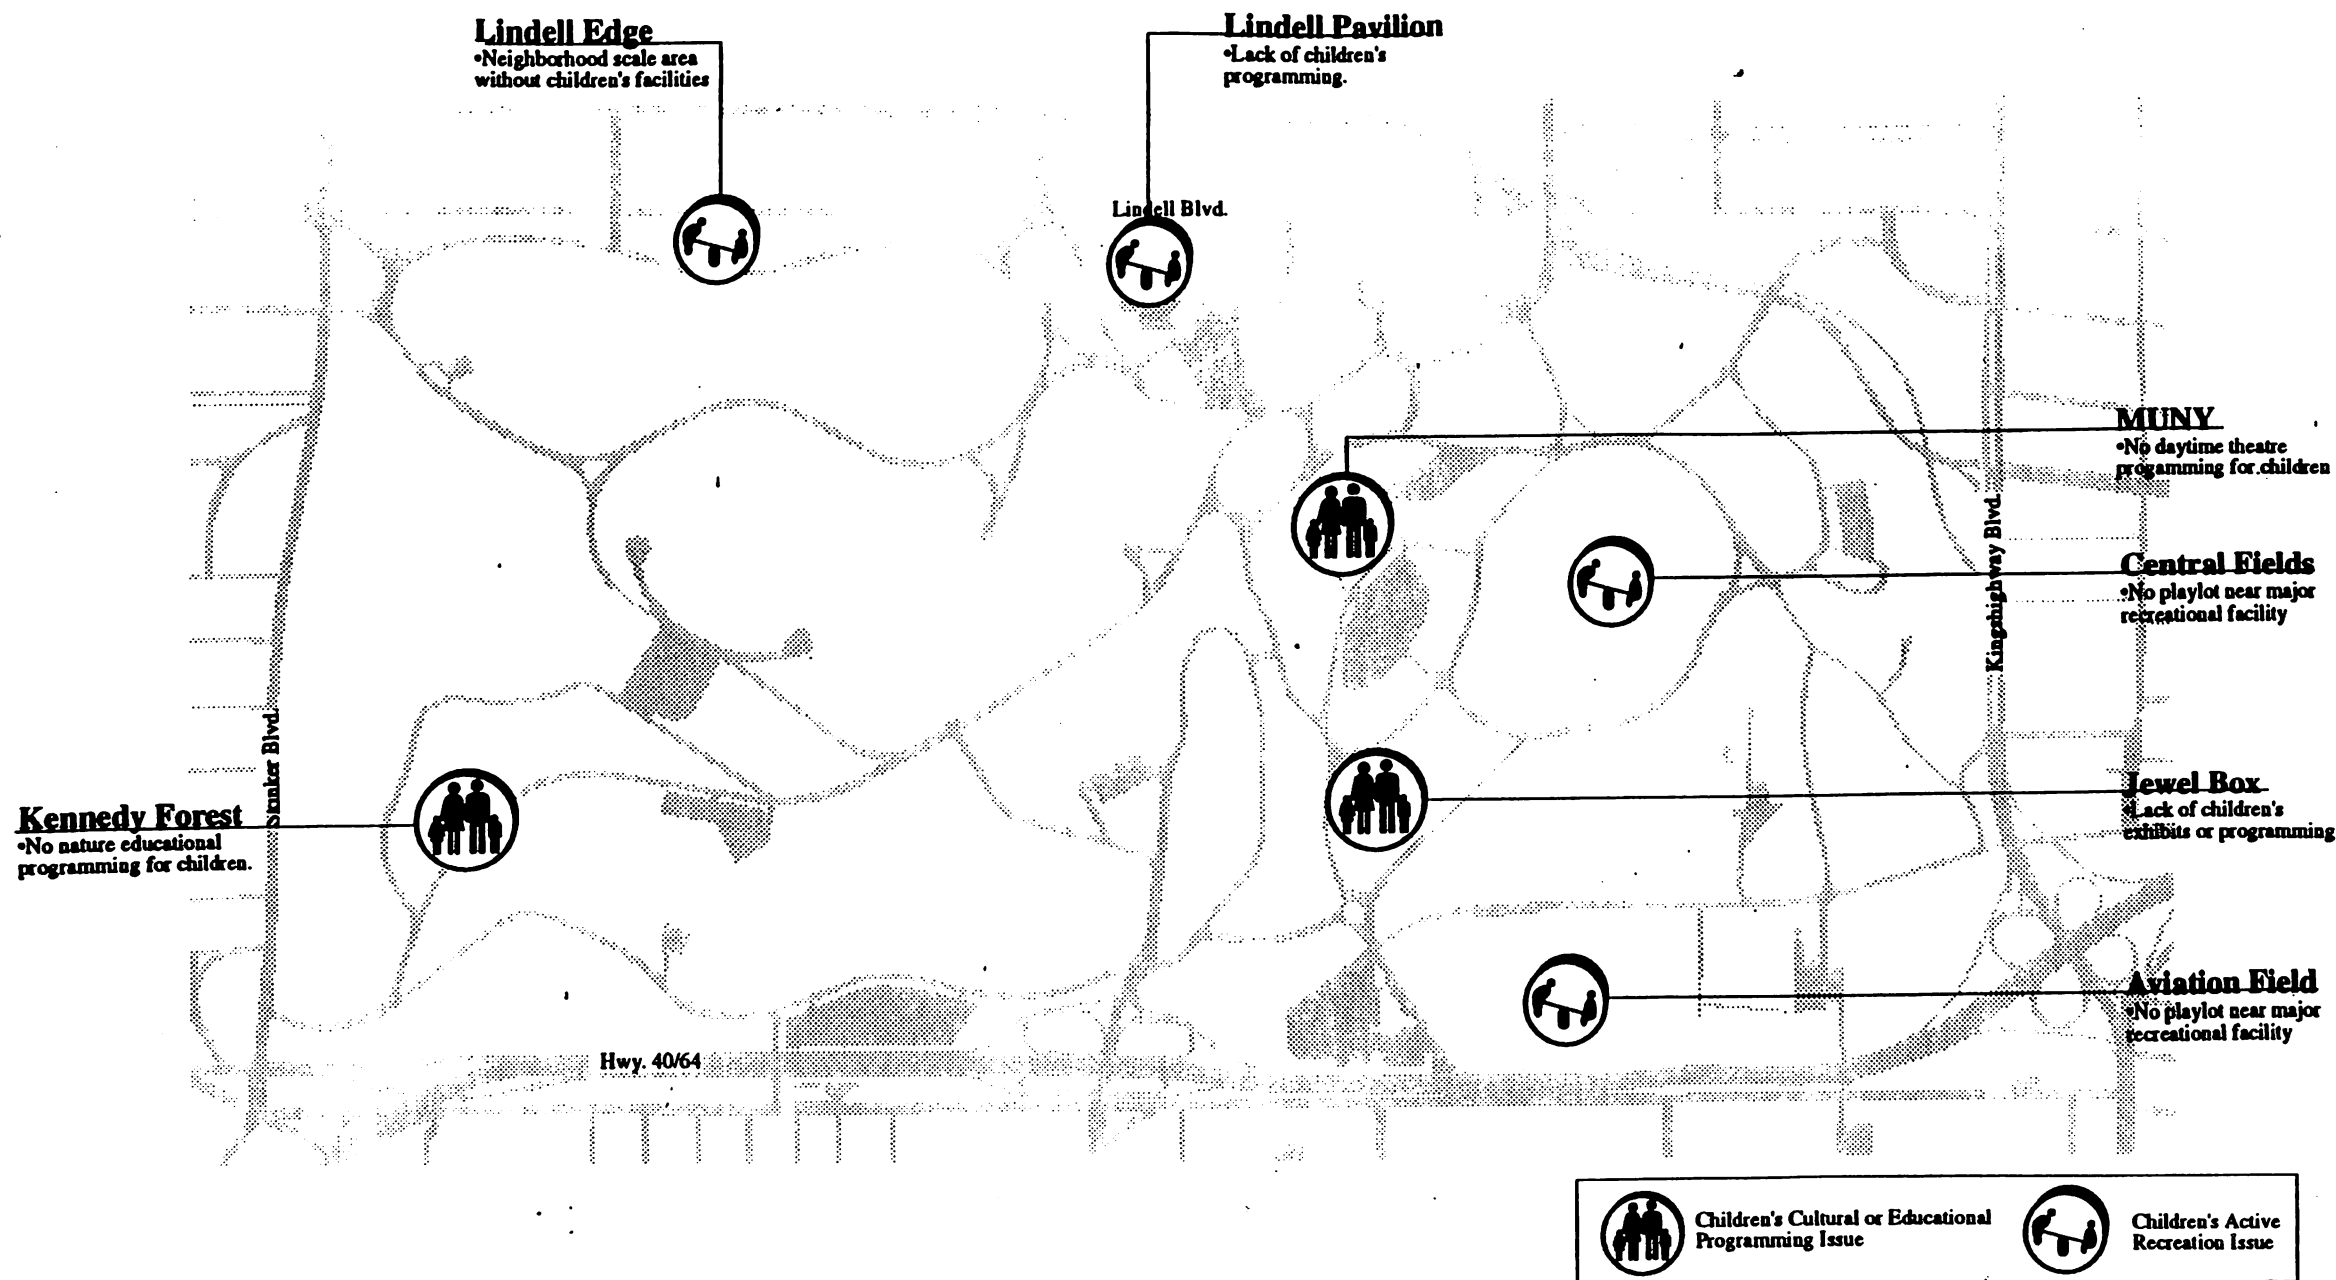 Lindell Edge
•Neighborhood scale area
without children's facilities
Lindell Pavilion
•Lack of children's
programming.
Lindell Blvd.
MUNY
•No daytime theatre
progamming for children
Kingshighway Blvd.
Central Fields
•No playlot near major
recreational facility
Skinker Blvd.
Kennedy Forest
•No nature educational
programming for children.
Jewel Box
•Lack of children's
exhibits or programming
Aviation Field
•No playlot near major
recreational facility
Hwy. 40/64
Children's Cultural or Educational
Programming Issue
Children's Active
Recreation Issue